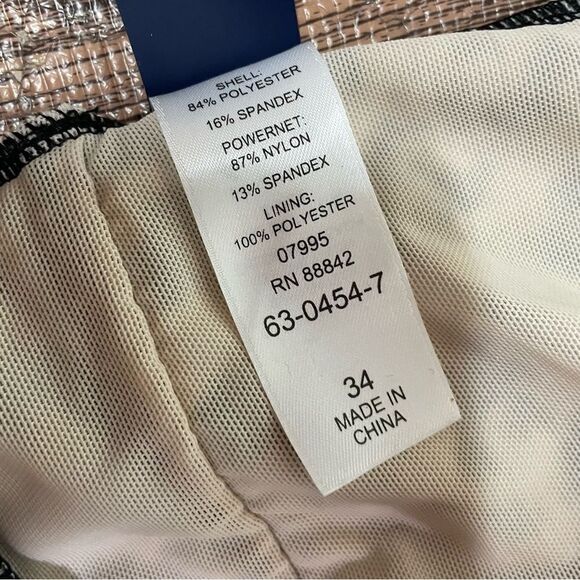 SHELL:
84% POLYESTER
16% SPANDEX
POWERNET:
87% NYLON
13% SPANDEX
LINING:
100% POLYESTER
07995
RN 88842
63-0454-7
34
MADE IN
CHINA